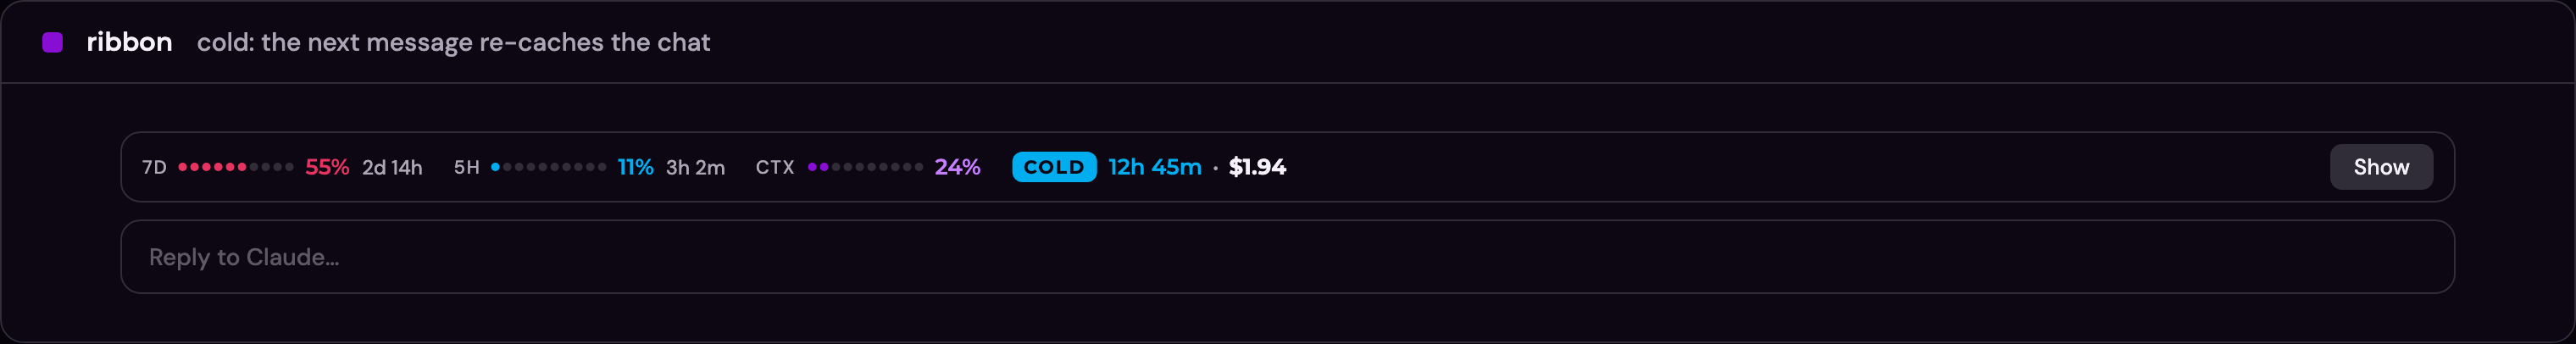 ribbon cold: the next message re-caches the chat
7D 55% 2d 14h 5H 11% 3h 2m CTX 24% COLD 12h 45m · $1.94 Show
Reply to Claude...